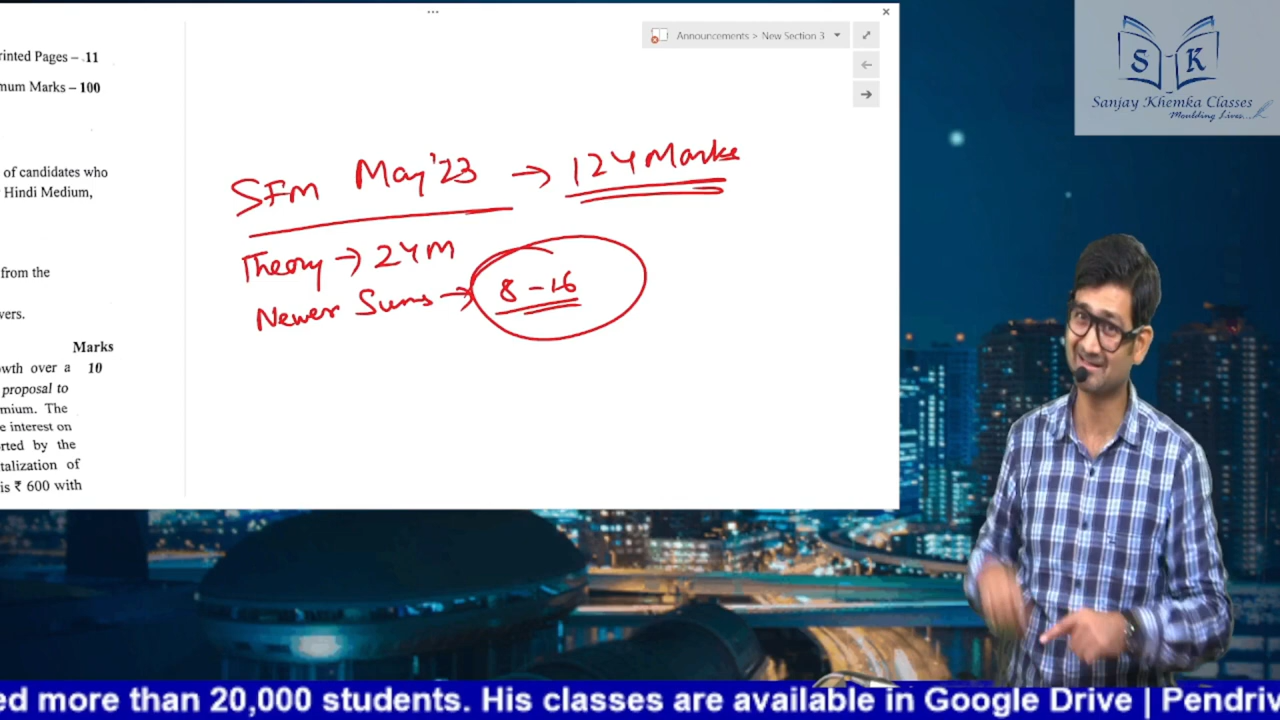 Announcements > New Section 3
rinted Pages – 11
mum Marks – 100
of candidates who
Hindi Medium,
from the
vers.
Marks
owth over a 10
proposal to
mium. The
e interest on
rted by the
talization of
is ₹ 600 with
SFM May'23 → 124 Marks
Theory → 24M
Newer Sums → 8 - 16
S K
Sanjay Khemka Classes
Moulding Lives...
ed more than 20,000 students. His classes are available in Google Drive | Pendriv